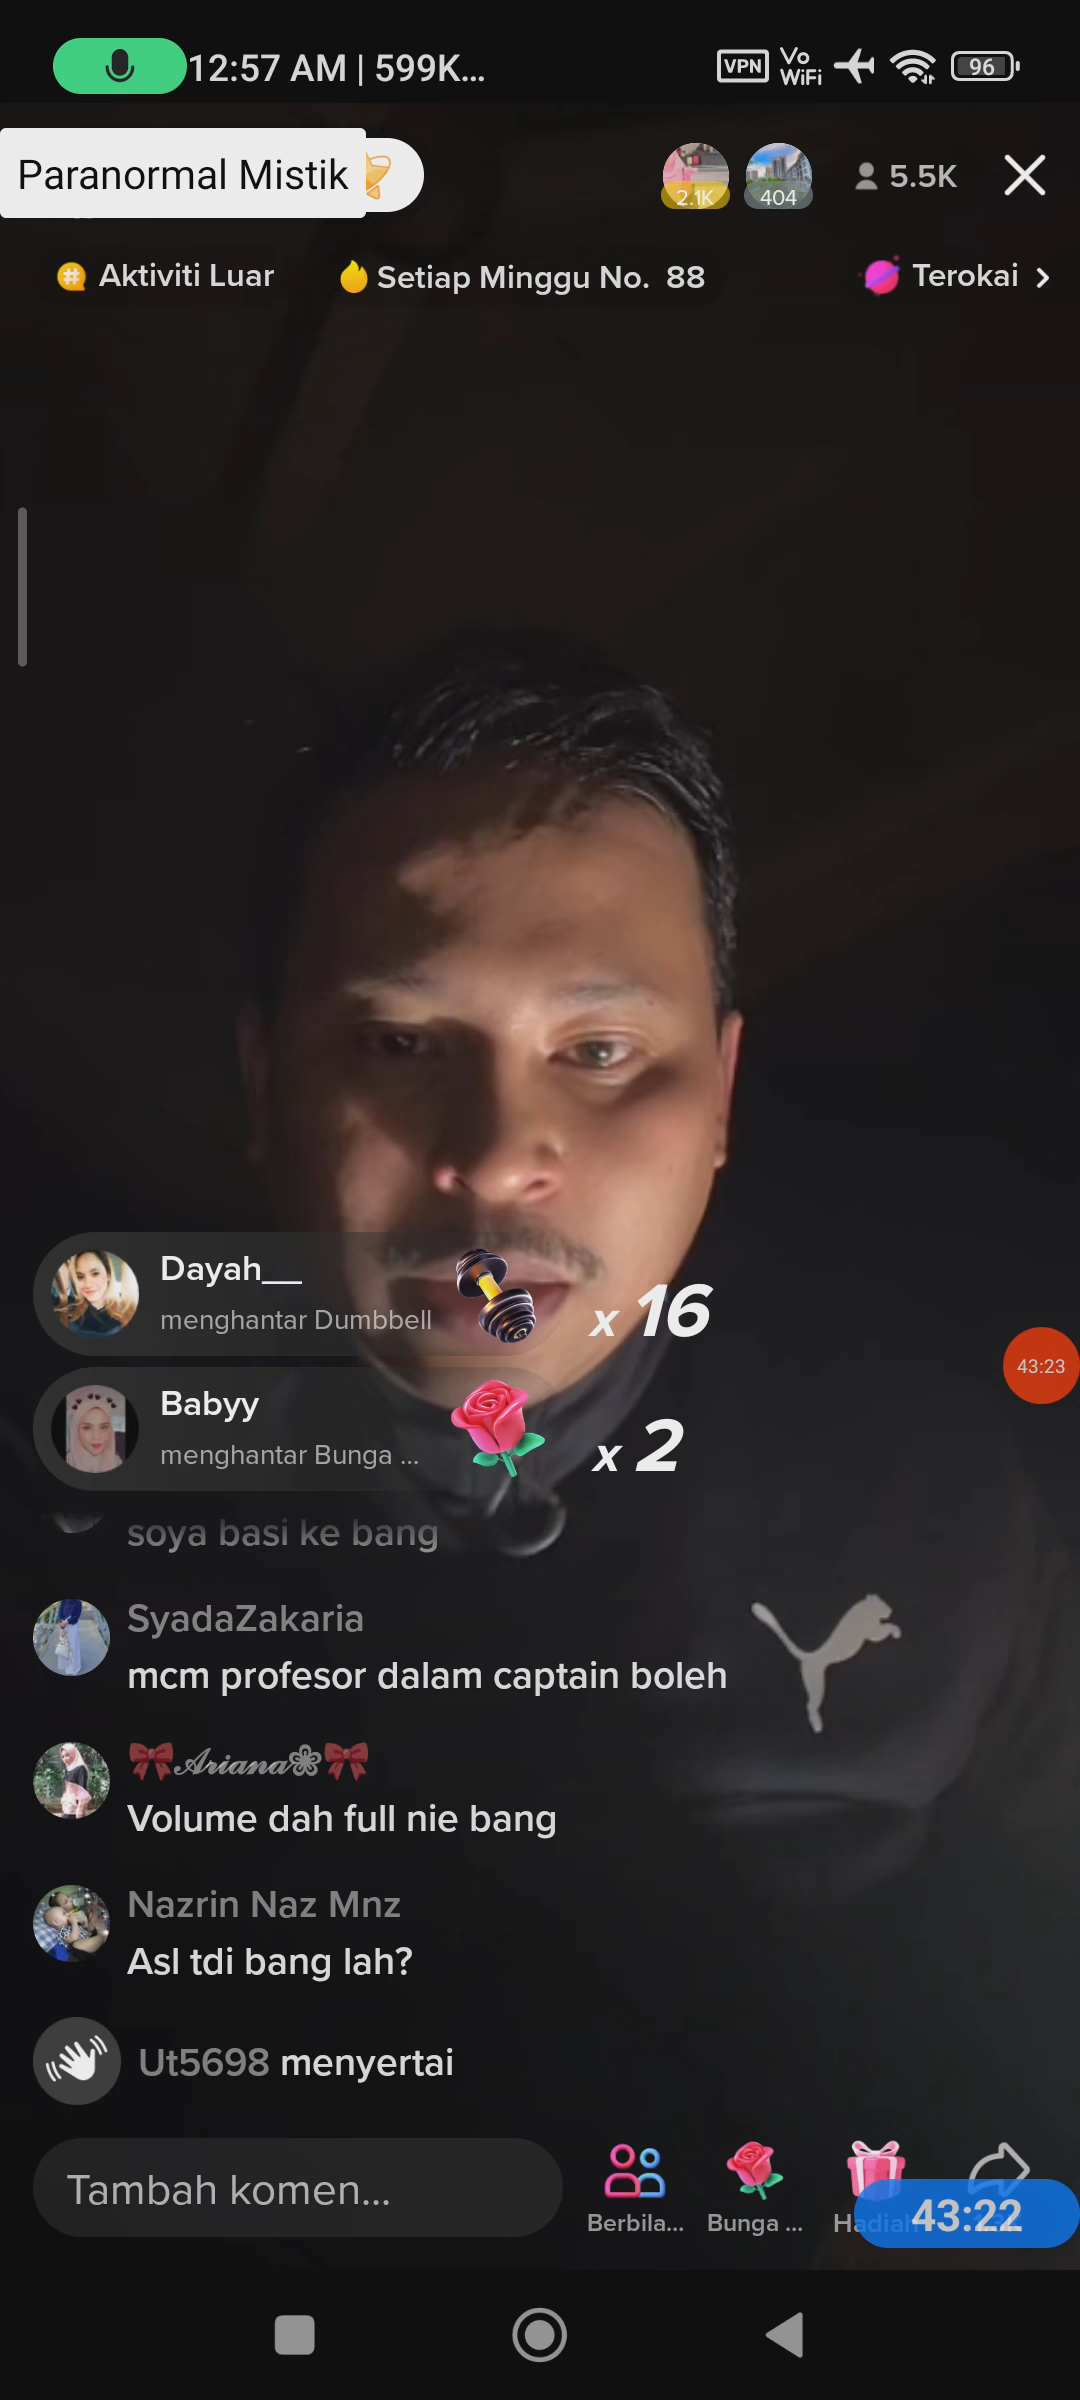 12:57 AM | 599K...
VPN
Vo
WiFi
96
Paranormal Mistik
2.1K
404
5.5K
Aktiviti Luar
Setiap Minggu No. 88
Terokai
Dayah__
menghantar Dumbbell
x 16
43:23
Babyy
menghantar Bunga ...
x 2
soya basi ke bang
SyadaZakaria
mcm profesor dalam captain boleh
🎀𝒜𝓇𝒾𝒶𝓃𝒶❀🎀
Volume dah full nie bang
Nazrin Naz Mnz
Asl tdi bang lah?
Ut5698 menyertai
Tambah komen...
Berbila...
Bunga ...
Hadiah
43:22